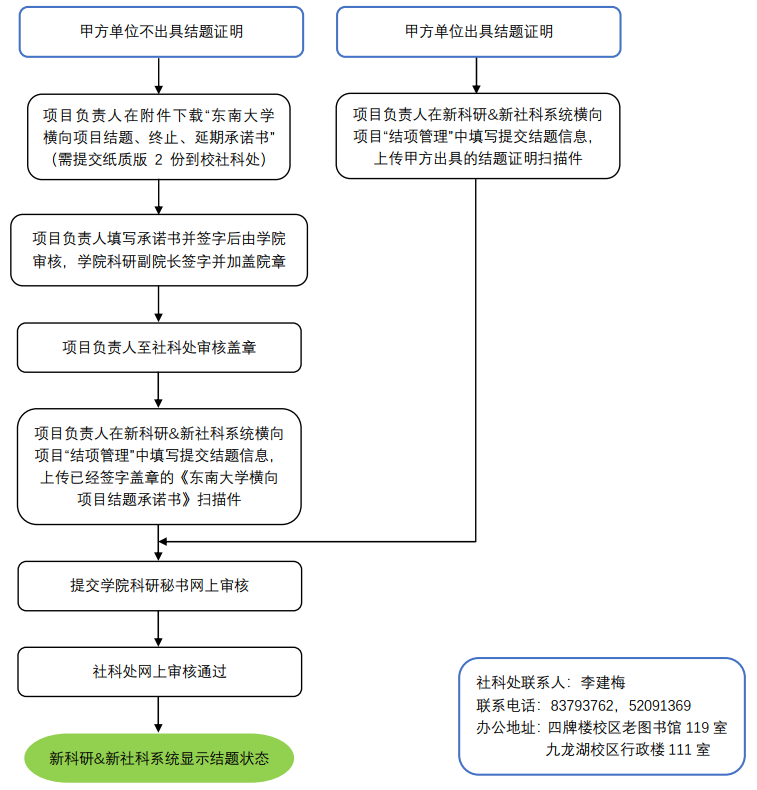 甲方单位不出具结题证明
甲方单位出具结题证明
项目负责人在附件下载“东南大学
横向项目结题、终止、延期承诺书”
（需提交纸质版 2 份到校社科处）
项目负责人在新科研&新社科系统横向
项目“结项管理”中填写提交结题信息，
上传甲方出具的结题证明扫描件
项目负责人填写承诺书并签字后由学院
审核，学院科研副院长签字并加盖院章
项目负责人至社科处审核盖章
项目负责人在新科研&新社科系统横向
项目“结项管理”中填写提交结题信息，
上传已经签字盖章的《东南大学横向
项目结题承诺书》扫描件
提交学院科研秘书网上审核
社科处网上审核通过
新科研&新社科系统显示结题状态
社科处联系人：李建梅
联系电话：83793762，52091369
办公地址：四牌楼校区老图书馆 119 室
九龙湖校区行政楼 111 室